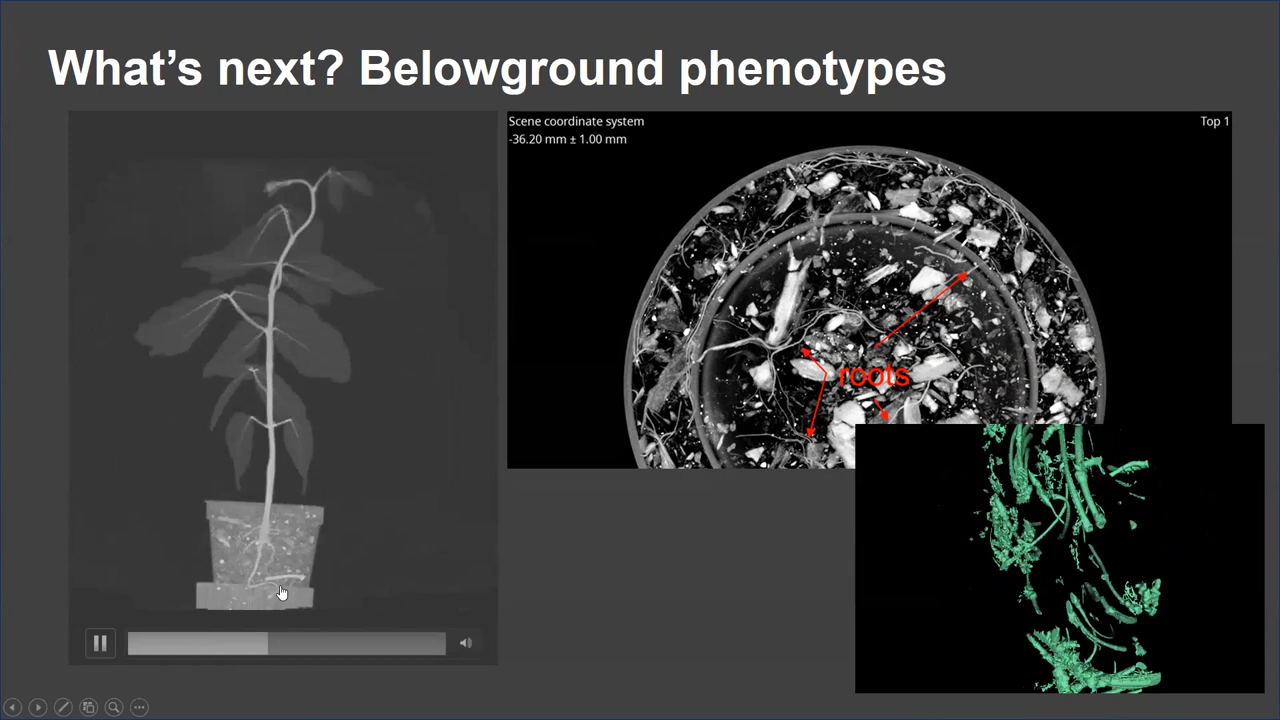 What’s next? Belowground phenotypes
Scene coordinate system
-36.20 mm ± 1.00 mm
Top 1
roots